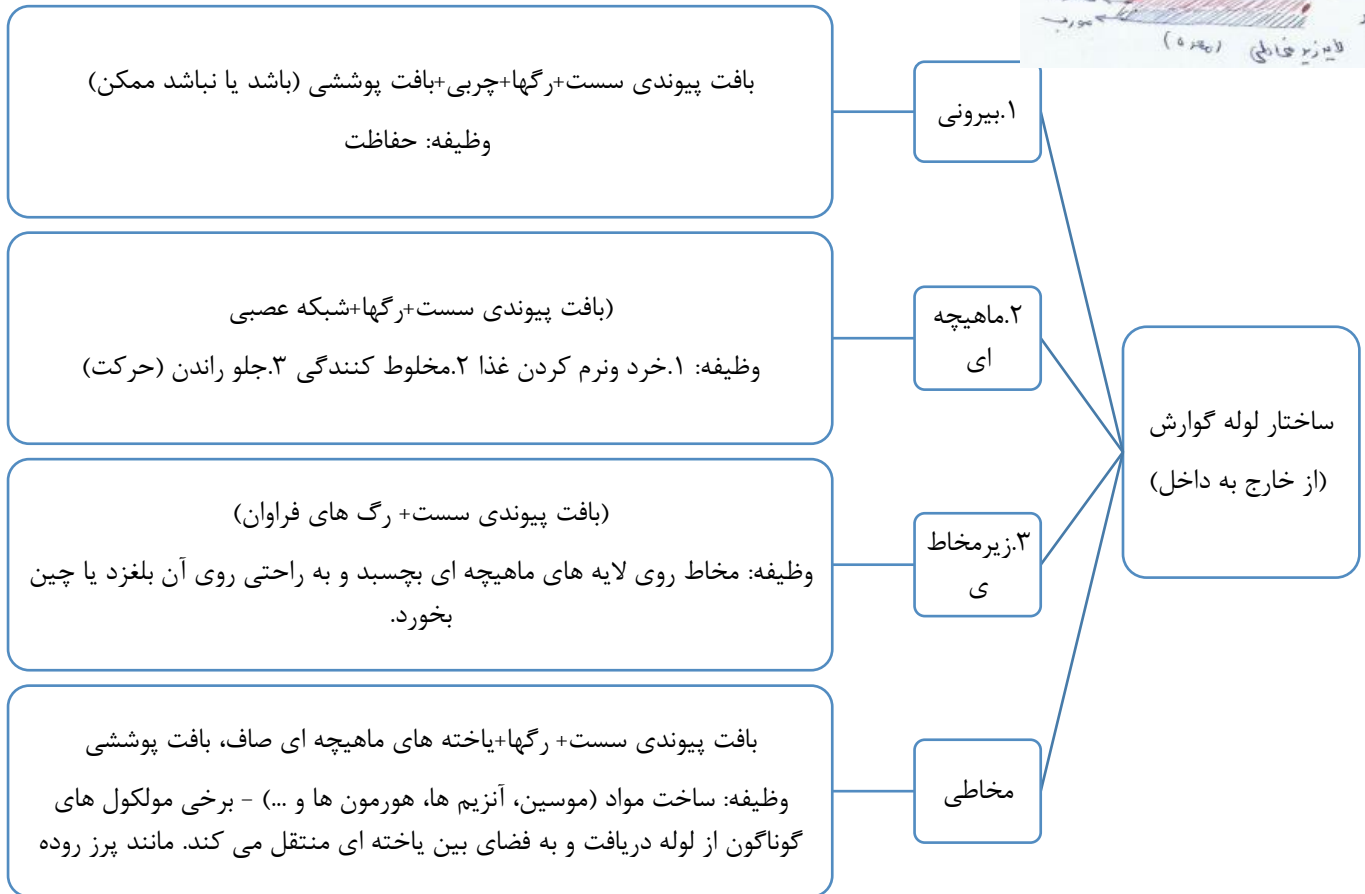 مورب
لایه زیر مخاطی (معده)
بافت پیوندی سست+رگها+چربی+بافت پوششی (باشد یا نباشد ممکن)
وظیفه: حفاظت
۱.بیرونی
(بافت پیوندی سست+رگها+شبکه عصبی
وظیفه: ۱.خرد ونرم کردن غذا ۲.مخلوط کنندگی ۳.جلو راندن (حرکت)
۲.ماهیچه
ای
ساختار لوله گوارش
(از خارج به داخل)
(بافت پیوندی سست+ رگ های فراوان)
وظیفه: مخاط روی لایه های ماهیچه ای بچسبد و به راحتی روی آن بلغزد یا چین
بخورد.
۳.زیرمخاط
ی
بافت پیوندی سست+ رگها+یاخته های ماهیچه ای صاف، بافت پوششی
وظیفه: ساخت مواد (موسین، آنزیم ها، هورمون ها و ...) - برخی مولکول های
گوناگون از لوله دریافت و به فضای بین یاخته ای منتقل می کند. مانند پرز روده
مخاطی